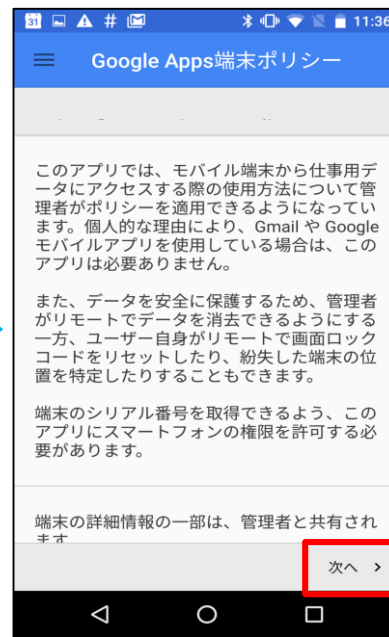 31 # 11:36
Google Apps端末ポリシー
このアプリでは、モバイル端末から仕事用デ
ータにアクセスする際の使用方法について管
理者がポリシーを適用できるようになってい
ます。個人的な理由により、Gmail や Google
モバイルアプリを使用している場合は、この
アプリは必要ありません。
また、データを安全に保護するため、管理者
がリモートでデータを消去できるようにする
一方、ユーザー自身がリモートで画面ロック
コードをリセットしたり、紛失した端末の位
置を特定したりすることもできます。
端末のシリアル番号を取得できるよう、この
アプリにスマートフォンの権限を許可する必
要があります。
端末の詳細情報の一部は、管理者と共有され
ます
次へ